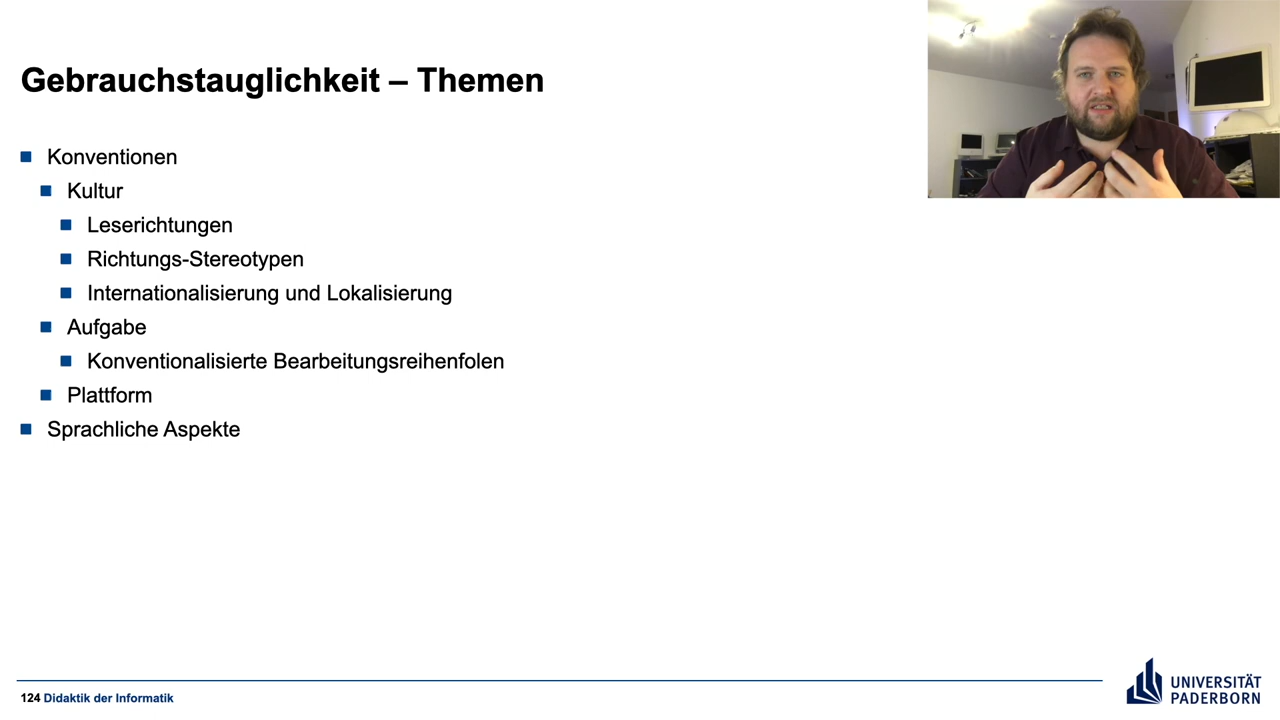 Gebrauchstauglichkeit – Themen
Konventionen
Kultur
Leserichtungen
Richtungs-Stereotypen
Internationalisierung und Lokalisierung
Aufgabe
Konventionalisierte Bearbeitungsreihenfolen
Plattform
Sprachliche Aspekte
124 Didaktik der Informatik
UNIVERSITÄT
PADERBORN